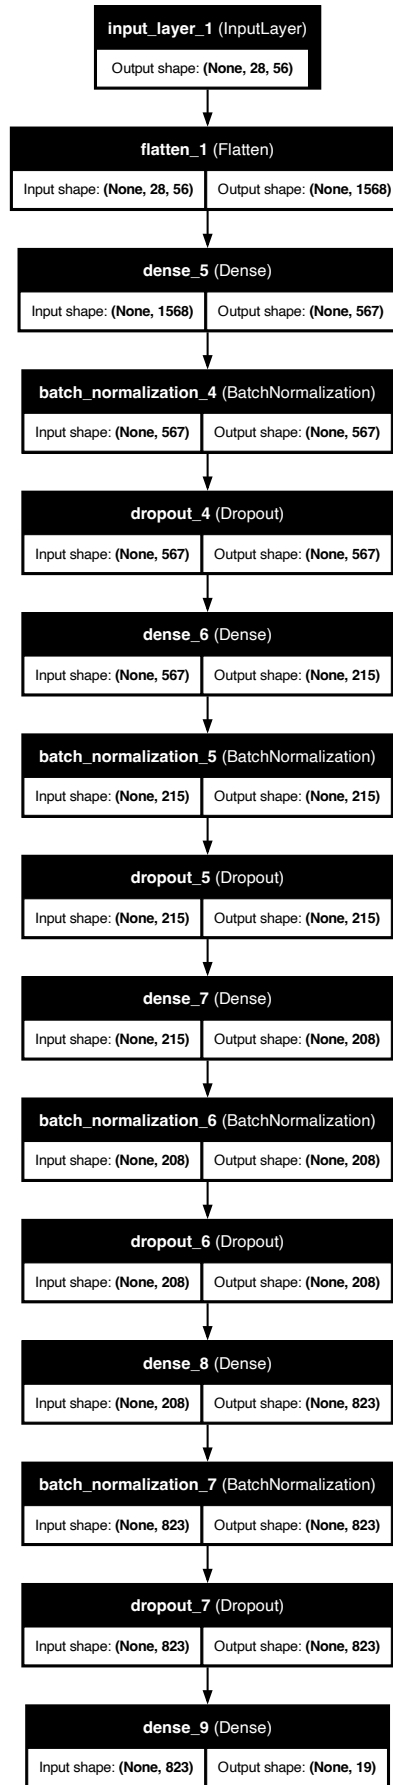 input_layer_1 (InputLayer)
Output shape: (None, 28, 56)
flatten_1 (Flatten)
Input shape: (None, 28, 56) Output shape: (None, 1568)
dense_5 (Dense)
Input shape: (None, 1568) Output shape: (None, 567)
batch_normalization_4 (BatchNormalization)
Input shape: (None, 567) Output shape: (None, 567)
dropout_4 (Dropout)
Input shape: (None, 567) Output shape: (None, 567)
dense_6 (Dense)
Input shape: (None, 567) Output shape: (None, 215)
batch_normalization_5 (BatchNormalization)
Input shape: (None, 215) Output shape: (None, 215)
dropout_5 (Dropout)
Input shape: (None, 215) Output shape: (None, 215)
dense_7 (Dense)
Input shape: (None, 215) Output shape: (None, 208)
batch_normalization_6 (BatchNormalization)
Input shape: (None, 208) Output shape: (None, 208)
dropout_6 (Dropout)
Input shape: (None, 208) Output shape: (None, 208)
dense_8 (Dense)
Input shape: (None, 208) Output shape: (None, 823)
batch_normalization_7 (BatchNormalization)
Input shape: (None, 823) Output shape: (None, 823)
dropout_7 (Dropout)
Input shape: (None, 823) Output shape: (None, 823)
dense_9 (Dense)
Input shape: (None, 823) Output shape: (None, 19)